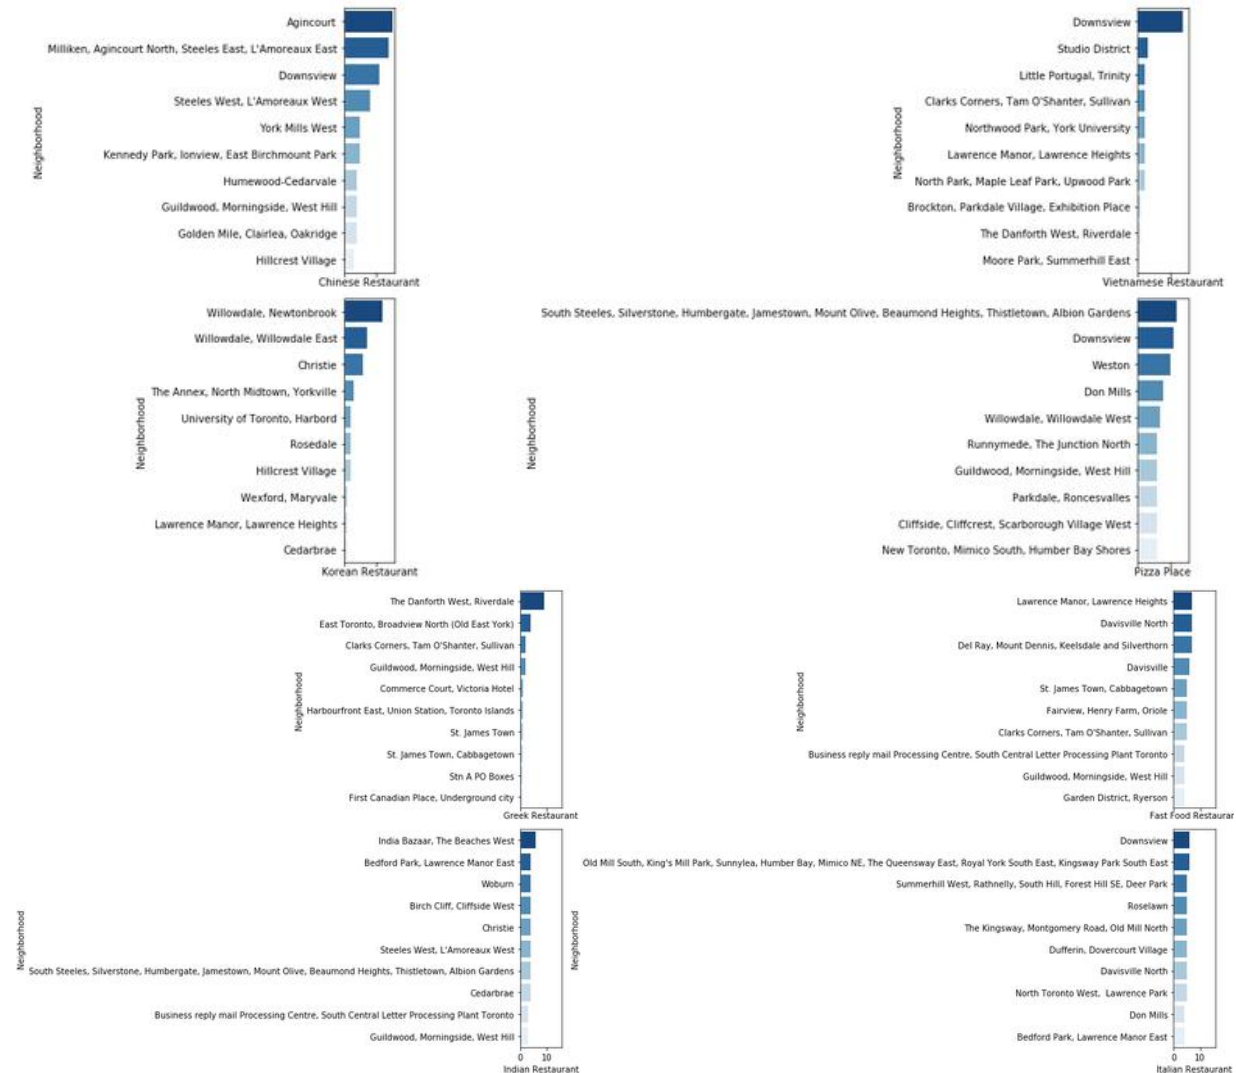 Neighborhood
Agincourt
Milliken, Agincourt North, Steeles East, L'Amoreaux East
Downsview
Steeles West, L'Amoreaux West
York Mills West
Kennedy Park, Ionview, East Birchmount Park
Humewood-Cedarvale
Guildwood, Morningside, West Hill
Golden Mile, Clairlea, Oakridge
Hillcrest Village
Chinese Restaurant
Neighborhood
Downsview
Studio District
Little Portugal, Trinity
Clarks Corners, Tam O'Shanter, Sullivan
Northwood Park, York University
Lawrence Manor, Lawrence Heights
North Park, Maple Leaf Park, Upwood Park
Brockton, Parkdale Village, Exhibition Place
The Danforth West, Riverdale
Moore Park, Summerhill East
Vietnamese Restaurant
Neighborhood
Willowdale, Newtonbrook
Willowdale, Willowdale East
Christie
The Annex, North Midtown, Yorkville
University of Toronto, Harbord
Rosedale
Hillcrest Village
Wexford, Maryvale
Lawrence Manor, Lawrence Heights
Cedarbrae
Korean Restaurant
Neighborhood
South Steeles, Silverstone, Humbergate, Jamestown, Mount Olive, Beaumond Heights, Thistletown, Albion Gardens
Downsview
Weston
Don Mills
Willowdale, Willowdale West
Runnymede, The Junction North
Guildwood, Morningside, West Hill
Parkdale, Roncesvalles
Cliffside, Cliffcrest, Scarborough Village West
New Toronto, Mimico South, Humber Bay Shores
Pizza Place
Neighborhood
The Danforth West, Riverdale
East Toronto, Broadview North (Old East York)
Clarks Corners, Tam O'Shanter, Sullivan
Guildwood, Morningside, West Hill
Commerce Court, Victoria Hotel
Harbourfront East, Union Station, Toronto Islands
St. James Town
St. James Town, Cabbagetown
Stn A PO Boxes
First Canadian Place, Underground city
Greek Restaurant
Neighborhood
Lawrence Manor, Lawrence Heights
Davisville North
Del Ray, Mount Dennis, Keelsdale and Silverthorn
Davisville
St. James Town, Cabbagetown
Fairview, Henry Farm, Oriole
Clarks Corners, Tam O'Shanter, Sullivan
Business reply mail Processing Centre, South Central Letter Processing Plant Toronto
Guildwood, Morningside, West Hill
Garden District, Ryerson
Fast Food Restaurar
Neighborhood
India Bazaar, The Beaches West
Bedford Park, Lawrence Manor East
Woburn
Birch Cliff, Cliffside West
Christie
Steeles West, L'Amoreaux West
South Steeles, Silverstone, Humbergate, Jamestown, Mount Olive, Beaumond Heights, Thistletown, Albion Gardens
Cedarbrae
Business reply mail Processing Centre, South Central Letter Processing Plant Toronto
Guildwood, Morningside, West Hill
0 10
Indian Restaurant
Neighborhood
Downsview
Old Mill South, King's Mill Park, Sunnylea, Humber Bay, Mimico NE, The Queensway East, Royal York South East, Kingsway Park South East
Summerhill West, Rathnelly, South Hill, Forest Hill SE, Deer Park
Roselawn
The Kingsway, Montgomery Road, Old Mill North
Dufferin, Dovercourt Village
Davisville North
North Toronto West, Lawrence Park
Don Mills
Bedford Park, Lawrence Manor East
0 10
Italian Restaurant